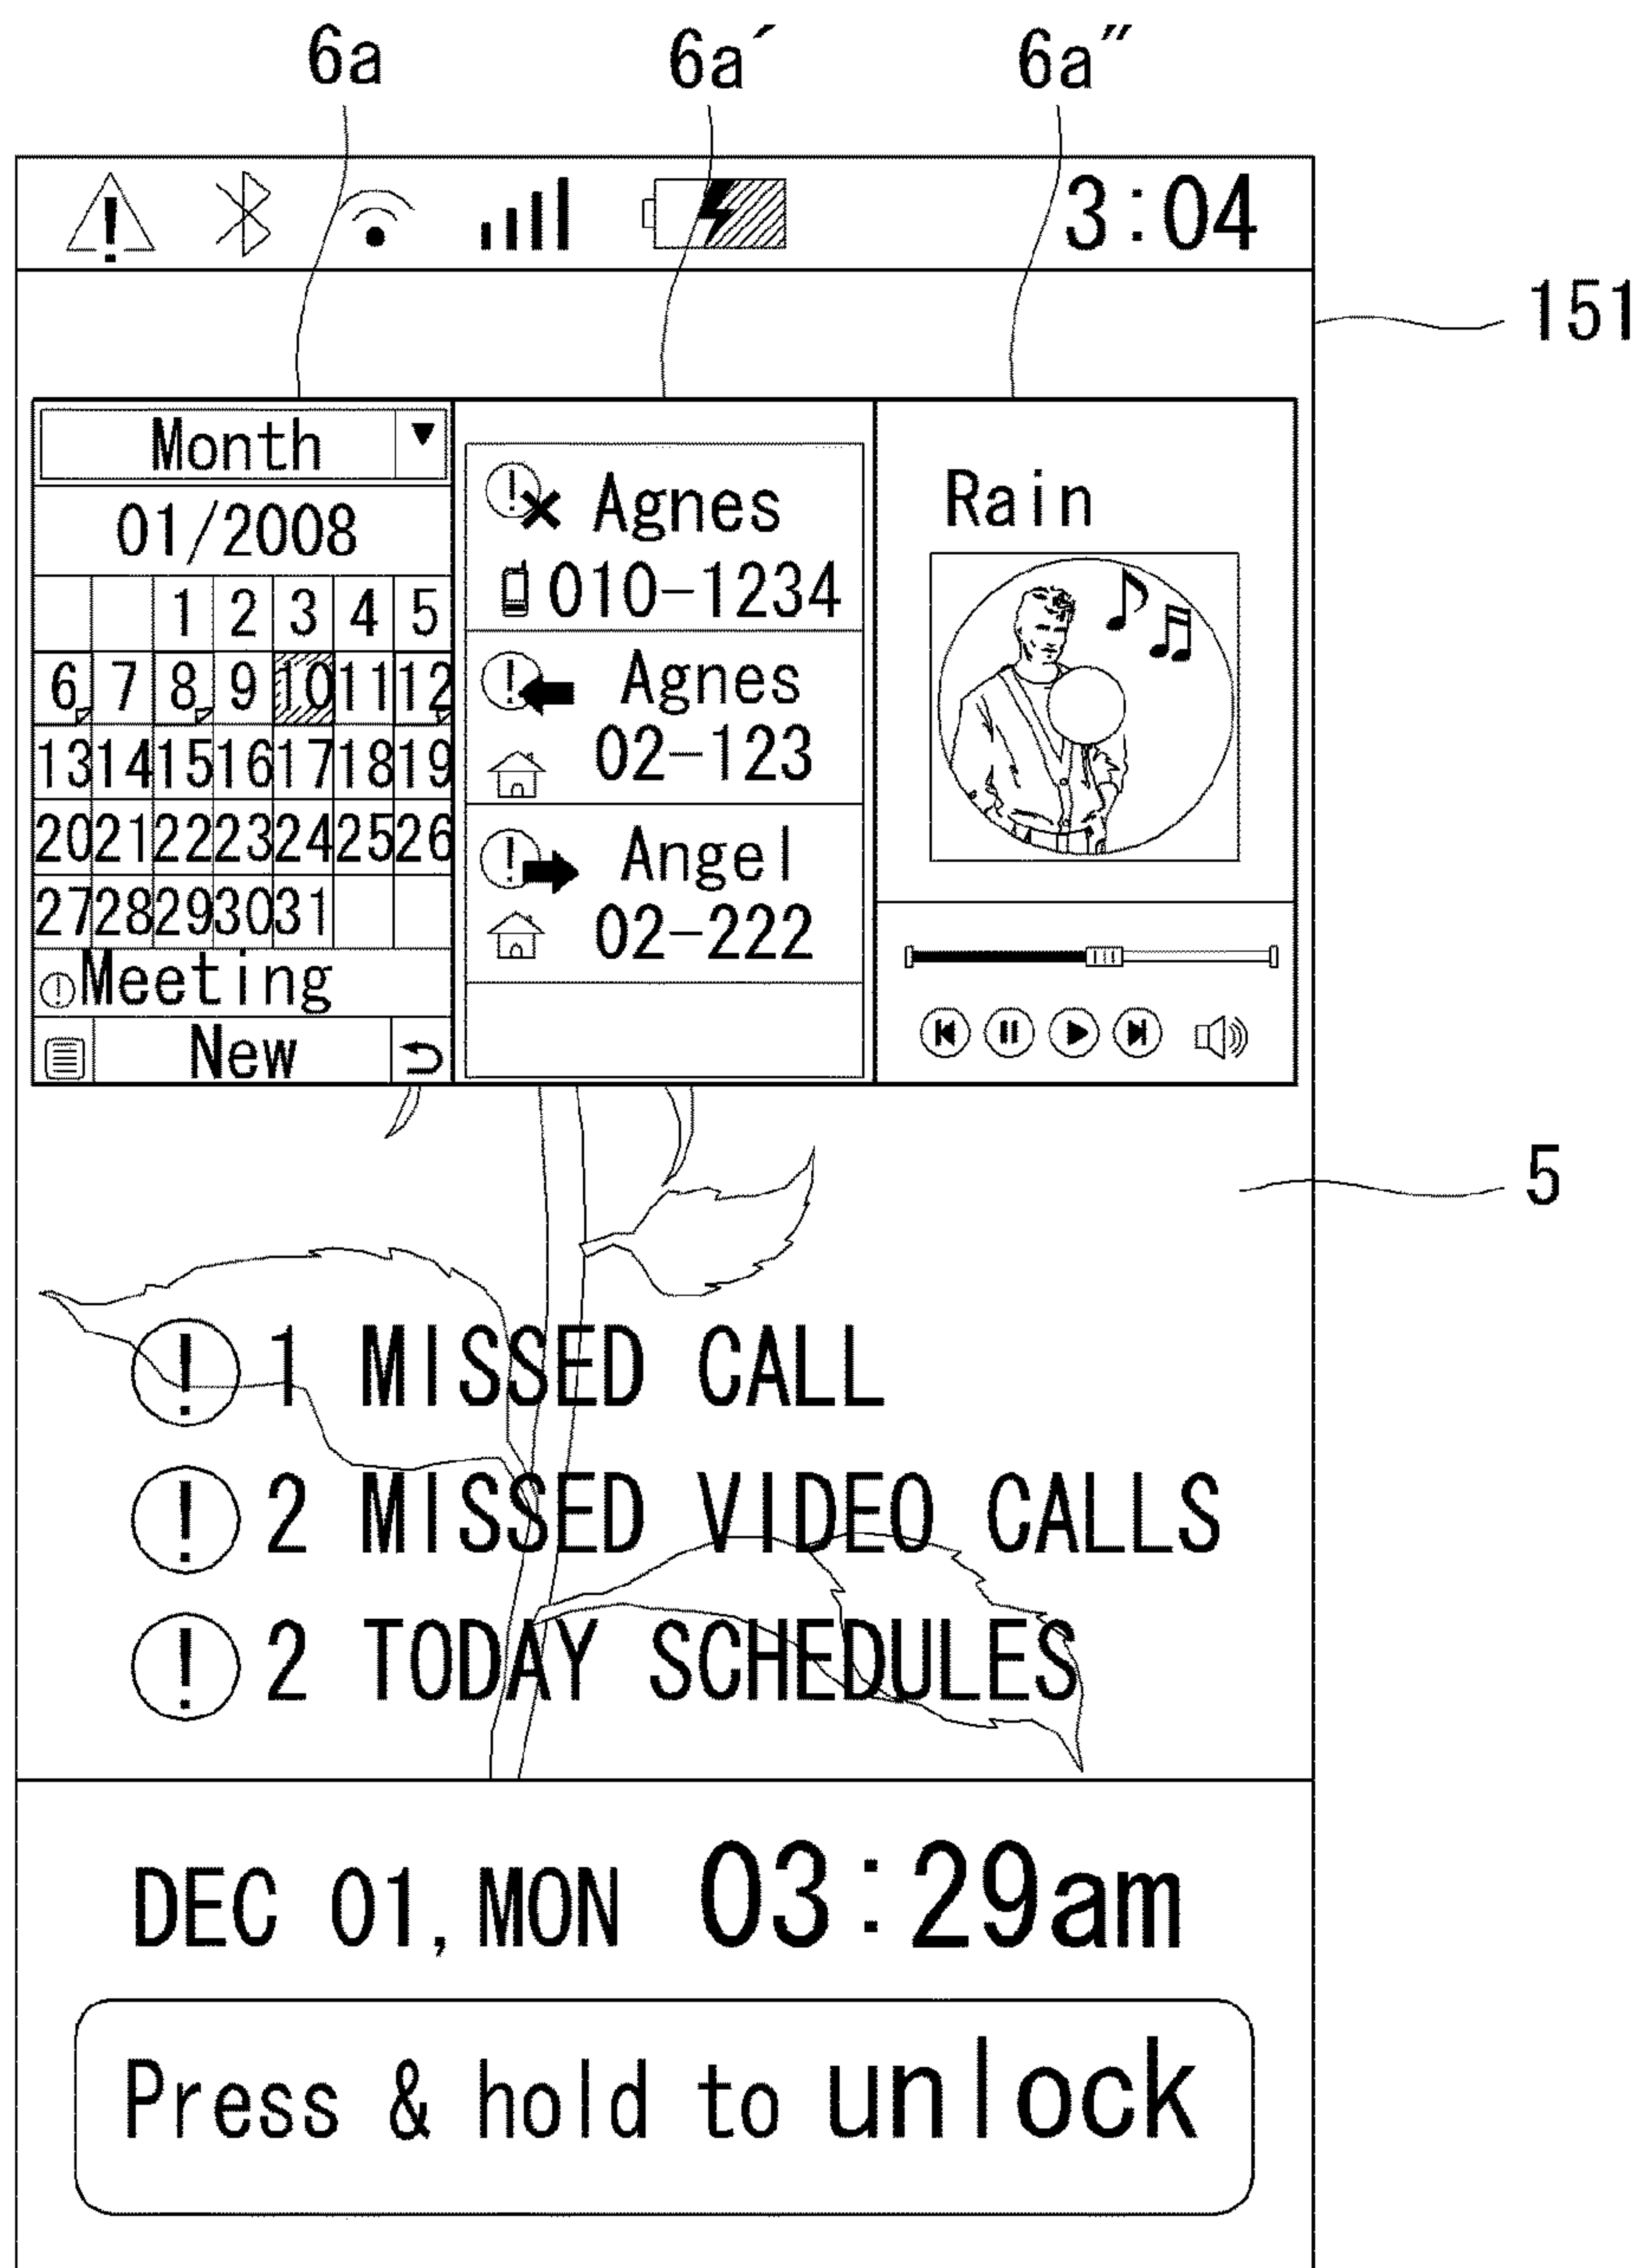 6a 6a´ 6a″
3:04
151
Month
01/2008
1 2 3 4 5
6 7 8 9 10 11 12
13 14 15 16 17 18 19
20 21 22 23 24 25 26
27 28 29 30 31
Meeting
New
Agnes
010-1234
Agnes
02-123
Angel
02-222
Rain
5
1 MISSED CALL
2 MISSED VIDEO CALLS
2 TODAY SCHEDULES
DEC 01, MON 03:29am
Press & hold to unlock